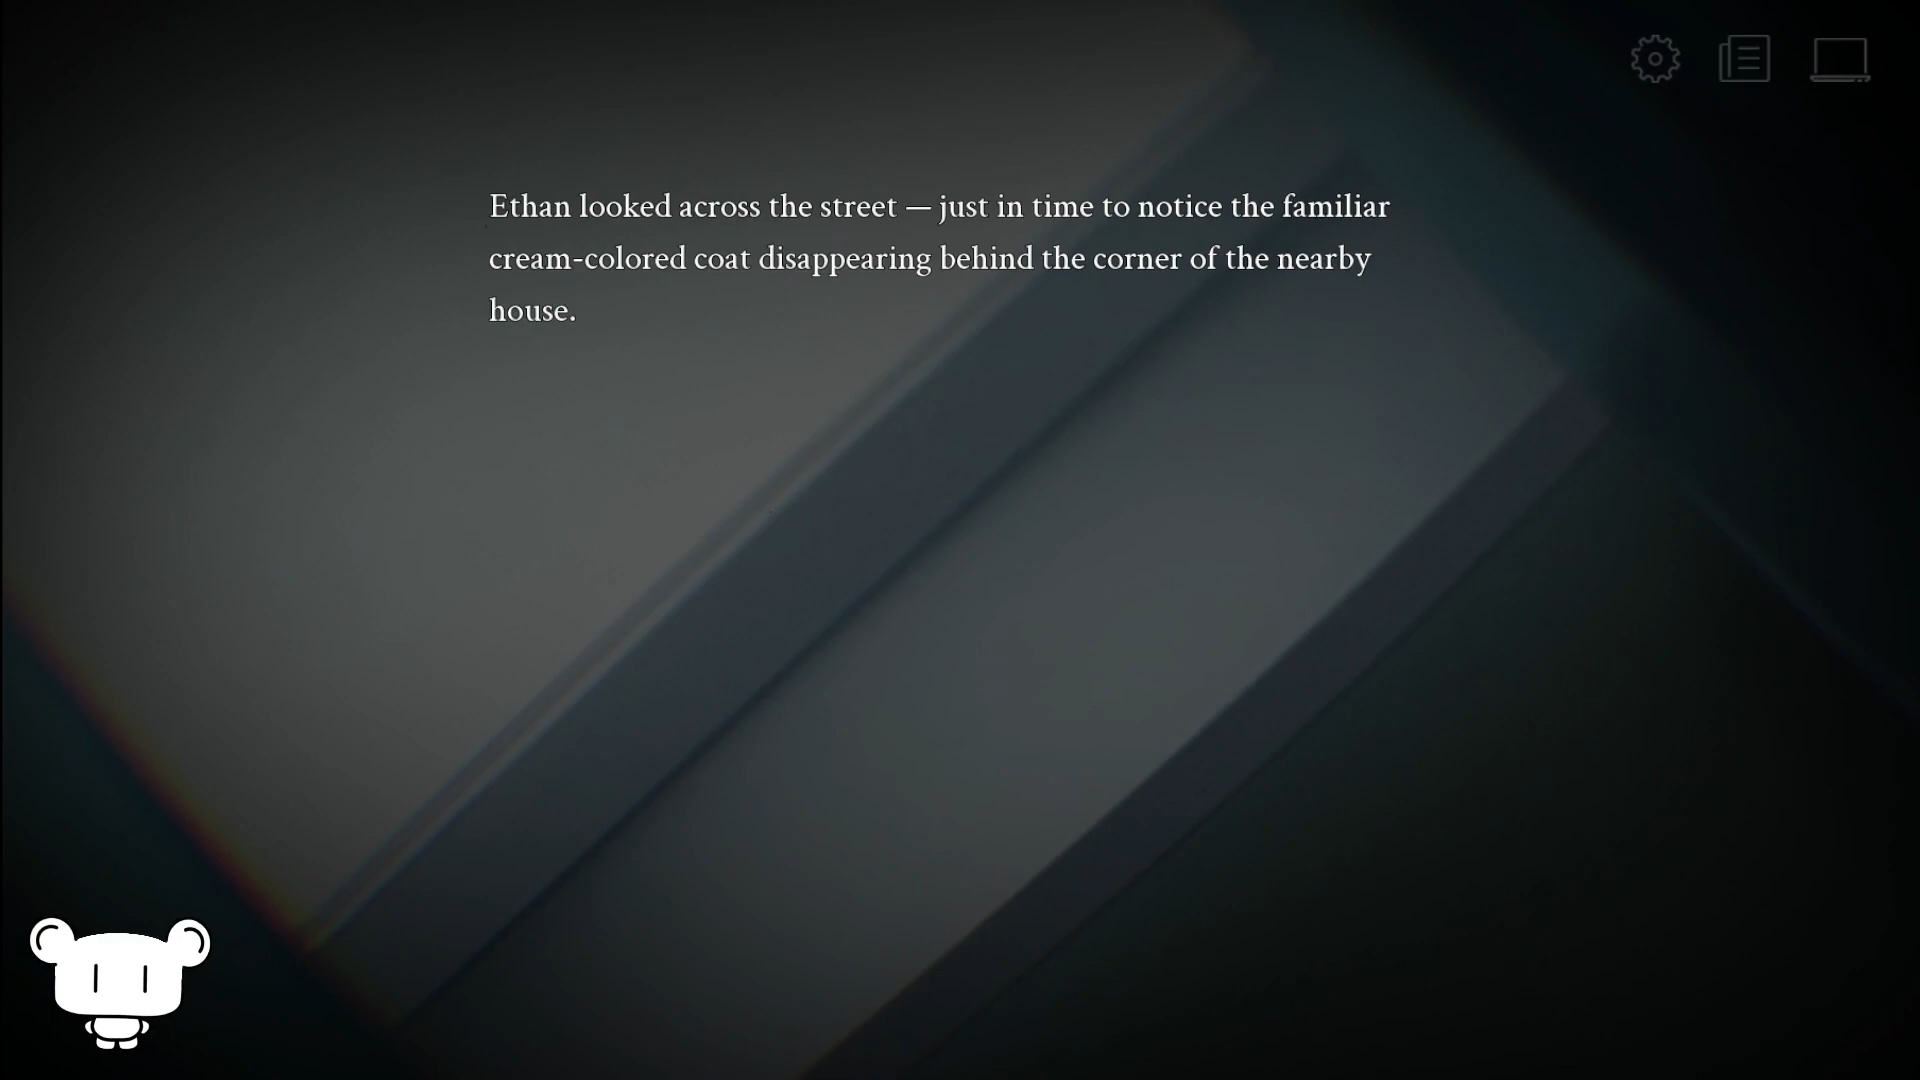 Ethan looked across the street — just in time to notice the familiar
cream-colored coat disappearing behind the corner of the nearby
house.